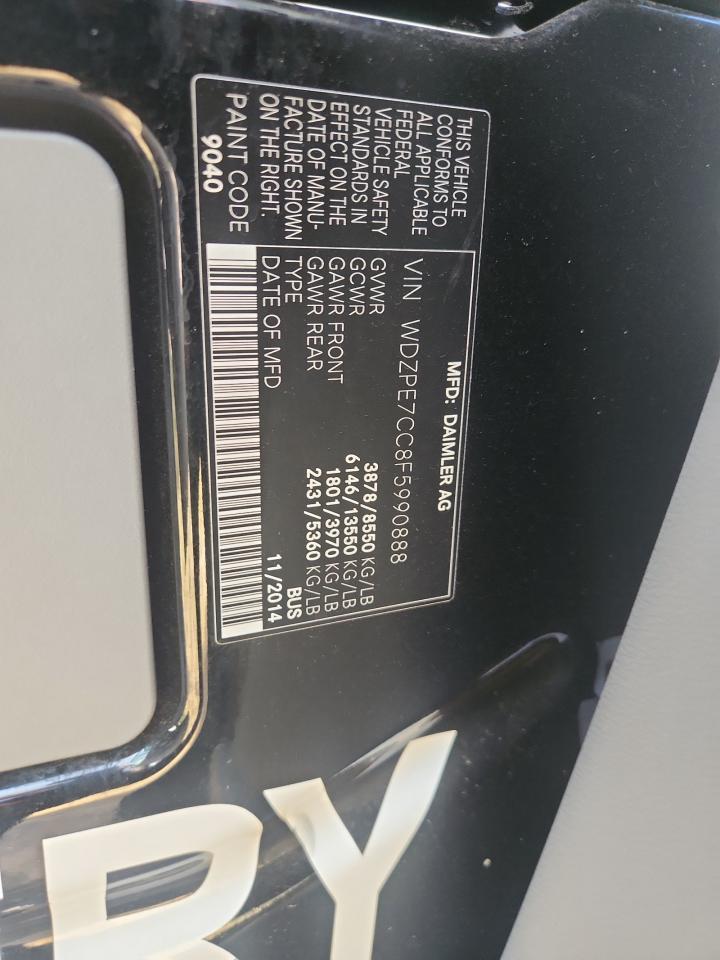 THIS VEHICLE
CONFORMS TO
ALL APPLICABLE
FEDERAL
VEHICLE SAFETY
STANDARDS IN
EFFECT ON THE
DATE OF MANU-
FACTURE SHOWN
ON THE RIGHT.
PAINT CODE
9040
MFD: DAIMLER AG
VIN WDZPE7CC8F5990888
GVWR 3878/8550 KG/LB
GCWR 6146/13550 KG/LB
GAWR FRONT 1801/3970 KG/LB
GAWR REAR 2431/5360 KG/LB
TYPE BUS
DATE OF MFD 11/2014
BY